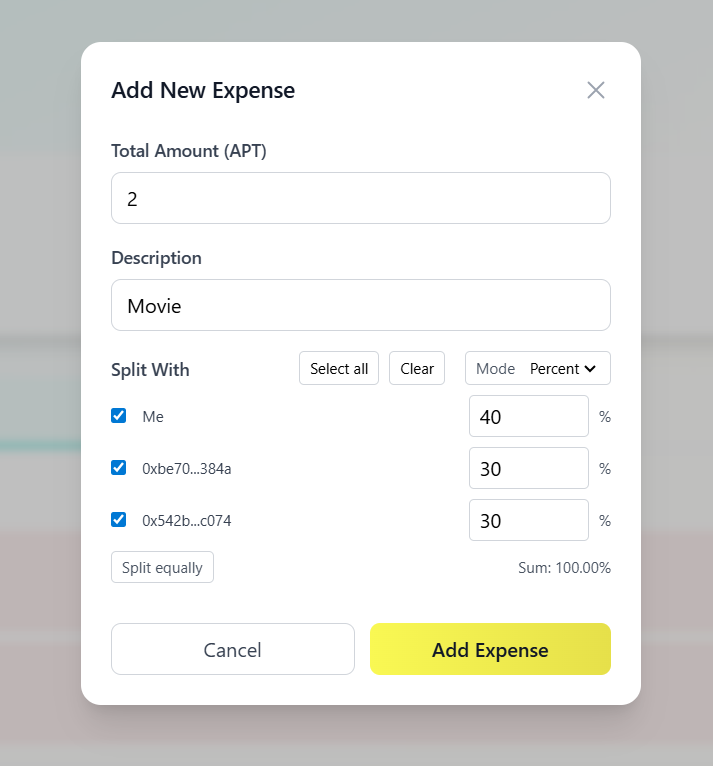 Add New Expense
Total Amount (APT)
2
Description
Movie
Split With Select all Clear Mode Percent
Me 40 %
0xbe70...384a 30 %
0x542b...c074 30 %
Split equally Sum: 100.00%
Cancel Add Expense